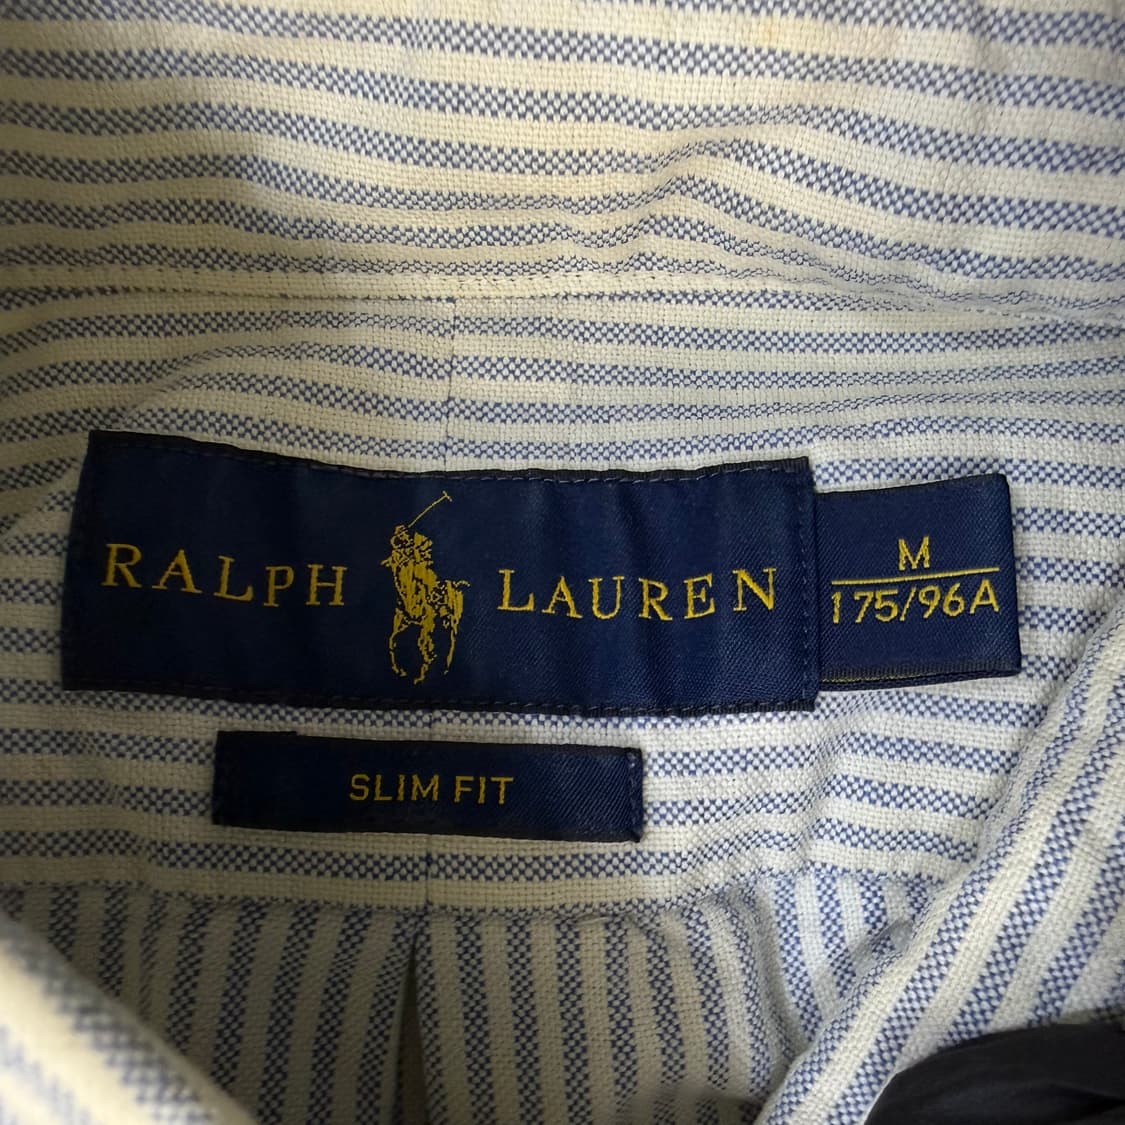 RALPH LAUREN
M
175/96A
SLIM FIT